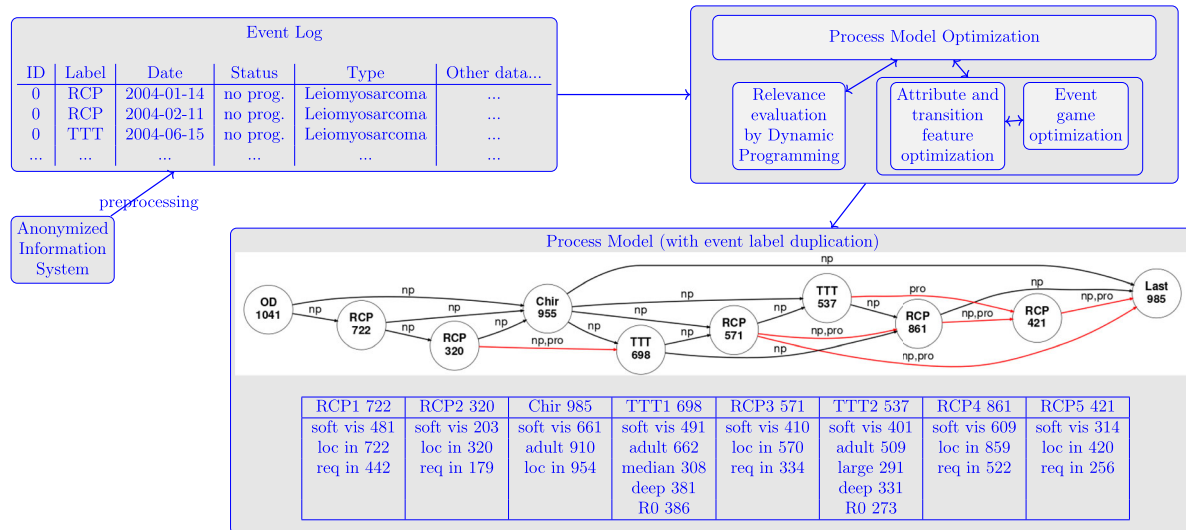 Event Log
ID Label Date Status Type Other data...
0 RCP 2004-01-14 no prog. Leiomyosarcoma ...
0 RCP 2004-02-11 no prog. Leiomyosarcoma ...
0 TTT 2004-06-15 no prog. Leiomyosarcoma ...
... ... ... ... ... ...
preprocessing
Anonymized
Information
System
Process Model Optimization
Relevance
evaluation
by Dynamic
Programming
Attribute and
transition
feature
optimization
Event
game
optimization
Process Model (with event label duplication)
OD
1041
np
np
RCP
722
np
np
RCP
320
np
np,pro
Chir
955
np
np
np
np
TTT
698
np
np
RCP
571
np
np,pro
np,pro
TTT
537
pro
np
RCP
861
np
np,pro
RCP
421
np,pro
Last
985
RCP1 722 RCP2 320 Chir 985 TTT1 698 RCP3 571 TTT2 537 RCP4 861 RCP5 421
soft vis 481 soft vis 203 soft vis 661 soft vis 491 soft vis 410 soft vis 401 soft vis 609 soft vis 314
loc in 722 loc in 320 adult 910 adult 662 loc in 570 adult 509 loc in 859 loc in 420
req in 442 req in 179 loc in 954 median 308 req in 334 large 291 req in 522 req in 256
deep 381 deep 331
R0 386 R0 273